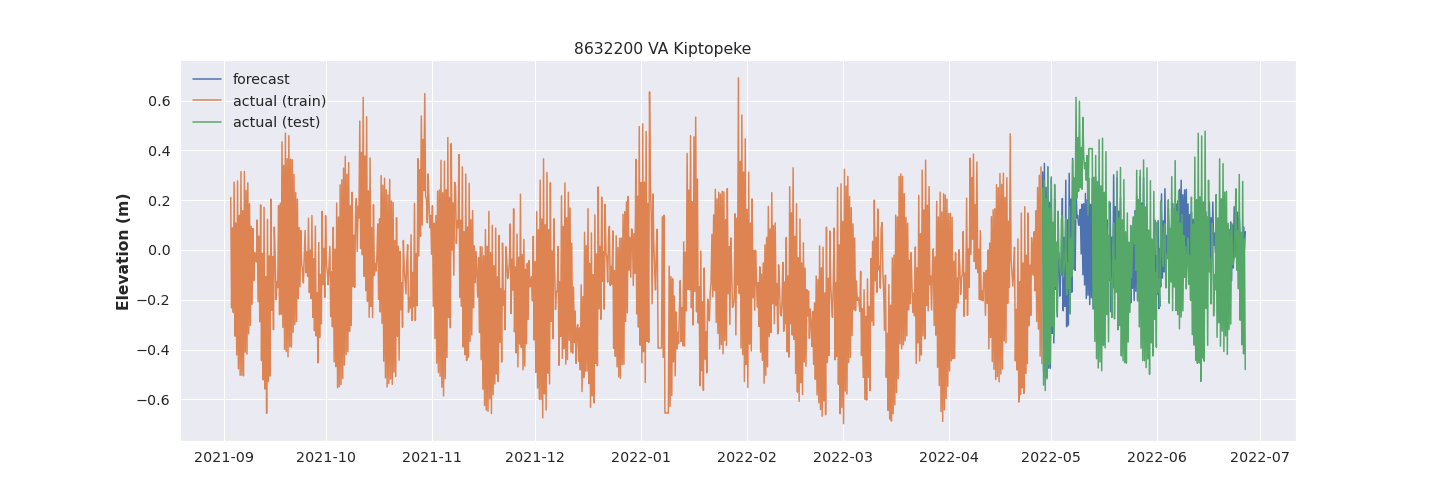 8632200 VA Kiptopeke
forecast
actual (train)
actual (test)
Elevation (m)
0.6
0.4
0.2
0.0
−0.2
−0.4
−0.6
2021-09 2021-10 2021-11 2021-12 2022-01 2022-02 2022-03 2022-04 2022-05 2022-06 2022-07